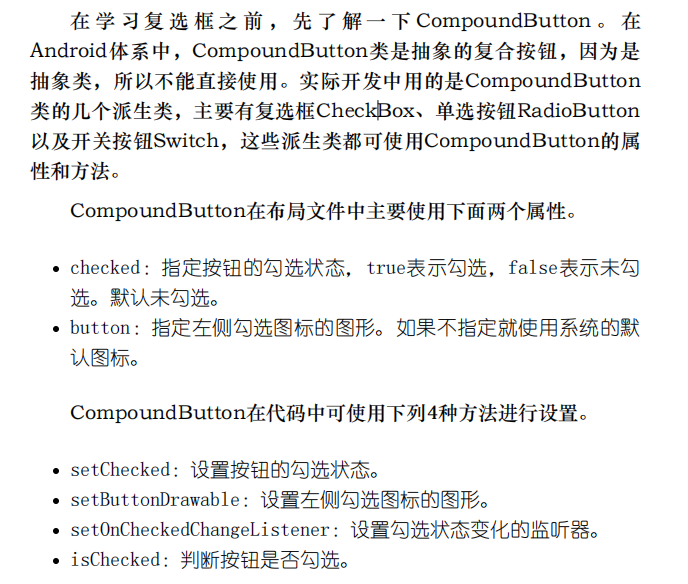 在学习复选框之前，先了解一下CompoundButton。在
Android体系中，CompoundButton类是抽象的复合按钮，因为是
抽象类，所以不能直接使用。实际开发中用的是CompoundButton
类的几个派生类，主要有复选框CheckBox、单选按钮RadioButton
以及开关按钮Switch，这些派生类都可使用CompoundButton的属
性和方法。
CompoundButton在布局文件中主要使用下面两个属性。
• checked：指定按钮的勾选状态，true表示勾选，false表示未勾
选。默认未勾选。
• button：指定左侧勾选图标的图形。如果不指定就使用系统的默
认图标。
CompoundButton在代码中可使用下列4种方法进行设置。
• setChecked：设置按钮的勾选状态。
• setButtonDrawable：设置左侧勾选图标的图形。
• setOnCheckedChangeListener：设置勾选状态变化的监听器。
• isChecked：判断按钮是否勾选。